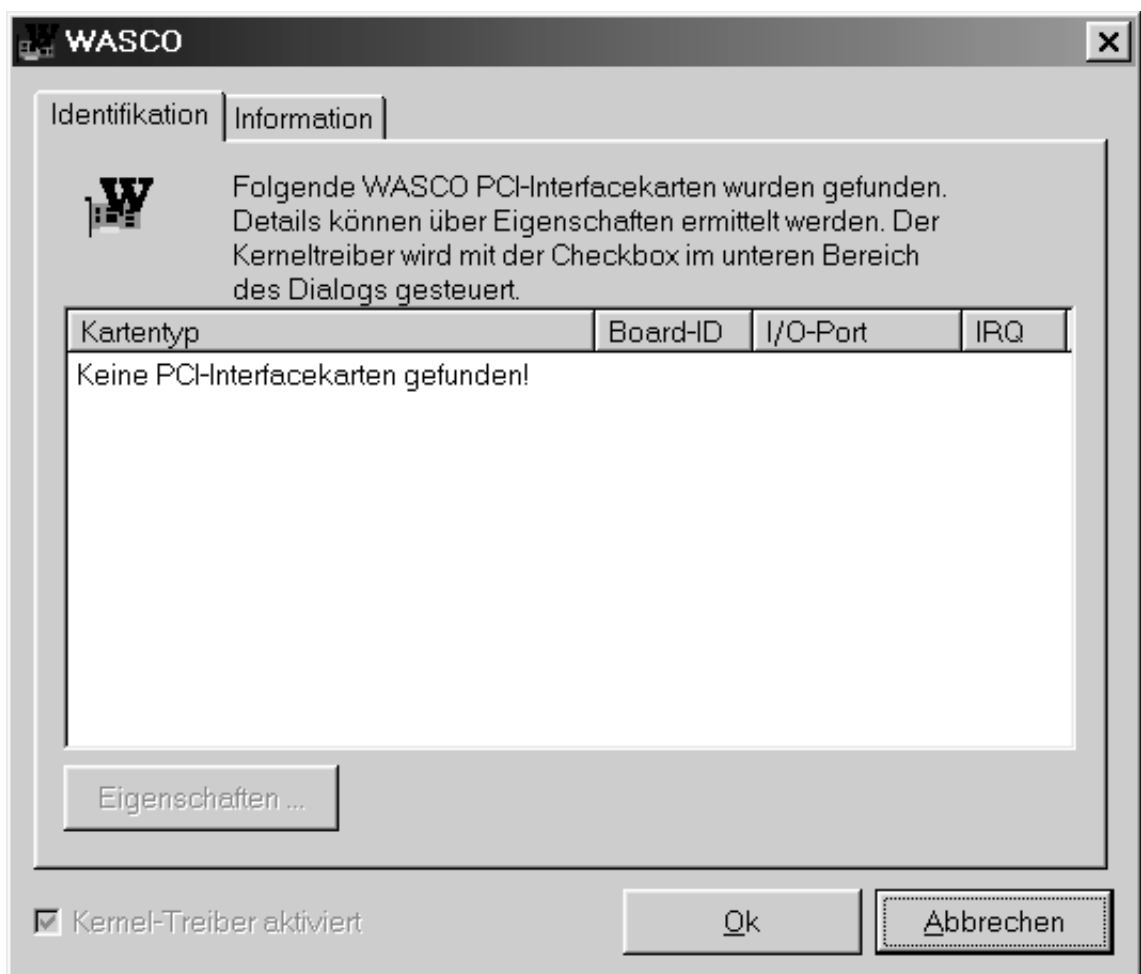 WASCO
Identifikation
Information
Folgende WASCO PCI-Interfacekarten wurden gefunden.
Details können über Eigenschaften ermittelt werden. Der
Kerneltreiber wird mit der Checkbox im unteren Bereich
des Dialogs gesteuert.
Kartentyp Board-ID I/O-Port IRQ
Keine PCI-Interfacekarten gefunden!
Eigenschaften ...
Kernel-Treiber aktiviert
Ok
Abbrechen